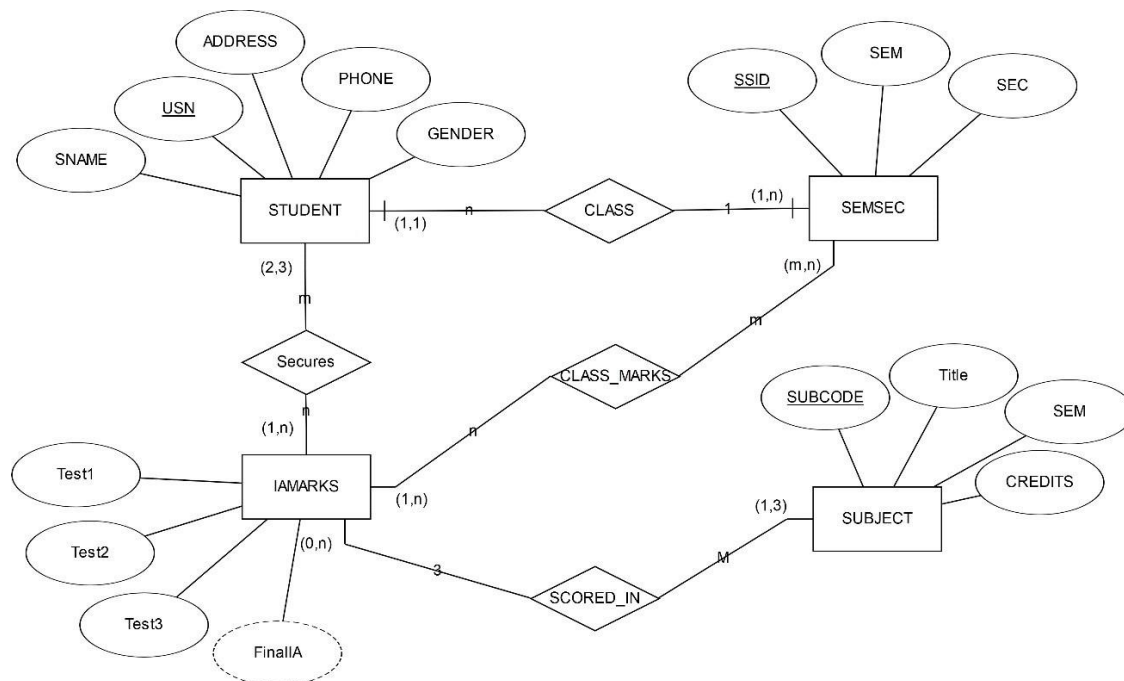 ADDRESS
SEM
PHONE
SSID
USN
SEC
GENDER
SNAME
STUDENT
(1,1)
n
CLASS
1
(1,n)
SEMSEC
(2,3)
(m,n)
m
m
Secures
CLASS_MARKS
n
(1,n)
n
SUBCODE
Title
SEM
CREDITS
Test1
IAMARKS
(1,n)
(1,3)
SUBJECT
Test2
(0,n)
3
M
SCORED_IN
Test3
FinalIA